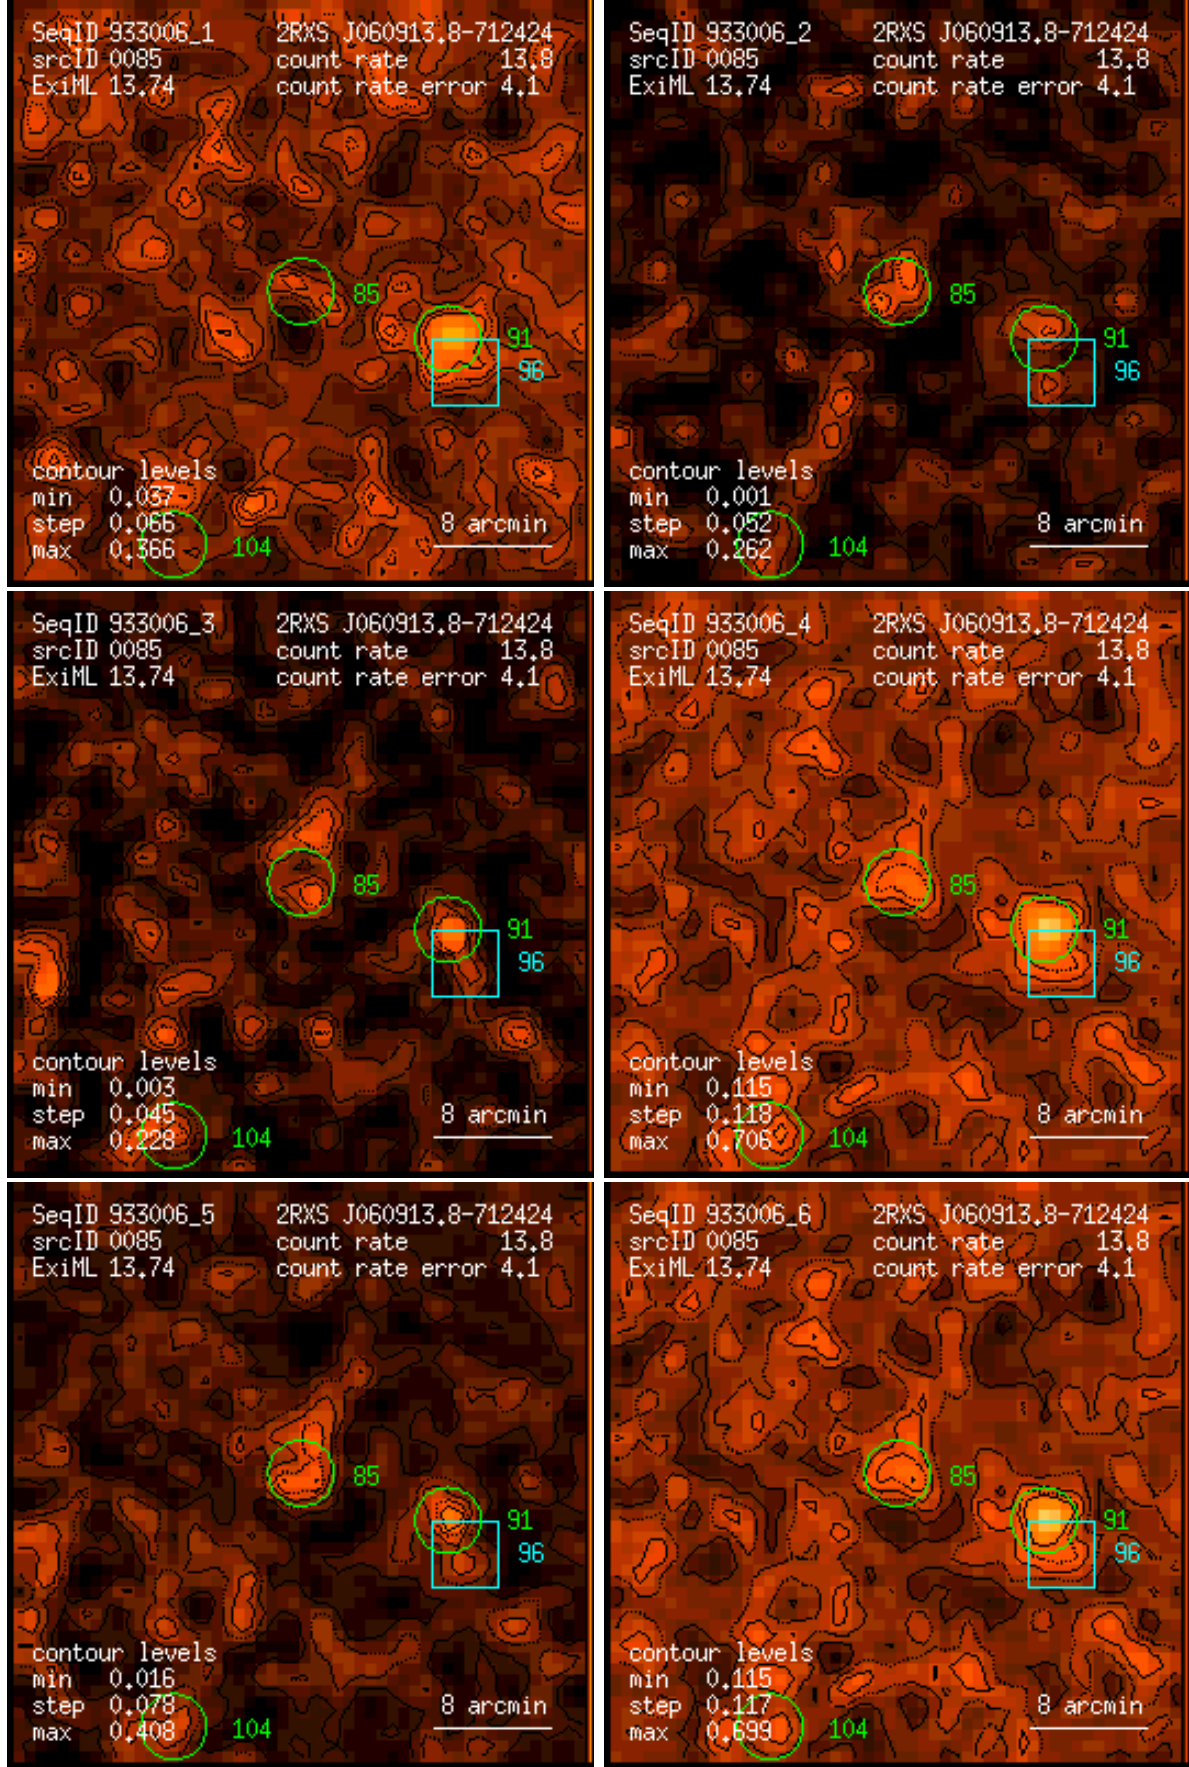 SeqID 933006_1 2RXS J060913.8-712424
srcID 0085 count rate 13.8
ExiML 13.74 count rate error 4.1
85
91
96
contour levels
min 0.037
step 0.066 8 arcmin
max 0.366 104
SeqID 933006_2 2RXS J060913.8-712424
srcID 0085 count rate 13.8
ExiML 13.74 count rate error 4.1
85
91
96
contour levels
min 0.001
step 0.052 8 arcmin
max 0.262 104
SeqID 933006_3 2RXS J060913.8-712424
srcID 0085 count rate 13.8
ExiML 13.74 count rate error 4.1
85
91
96
contour levels
min 0.003
step 0.045 8 arcmin
max 0.228 104
SeqID 933006_4 2RXS J060913.8-712424
srcID 0085 count rate 13.8
ExiML 13.74 count rate error 4.1
85
91
96
contour levels
min 0.115
step 0.118 8 arcmin
max 0.706 104
SeqID 933006_5 2RXS J060913.8-712424
srcID 0085 count rate 13.8
ExiML 13.74 count rate error 4.1
85
91
96
contour levels
min 0.016
step 0.078 8 arcmin
max 0.408 104
SeqID 933006_6 2RXS J060913.8-712424
srcID 0085 count rate 13.8
ExiML 13.74 count rate error 4.1
85
91
96
contour levels
min 0.115
step 0.117 8 arcmin
max 0.699 104